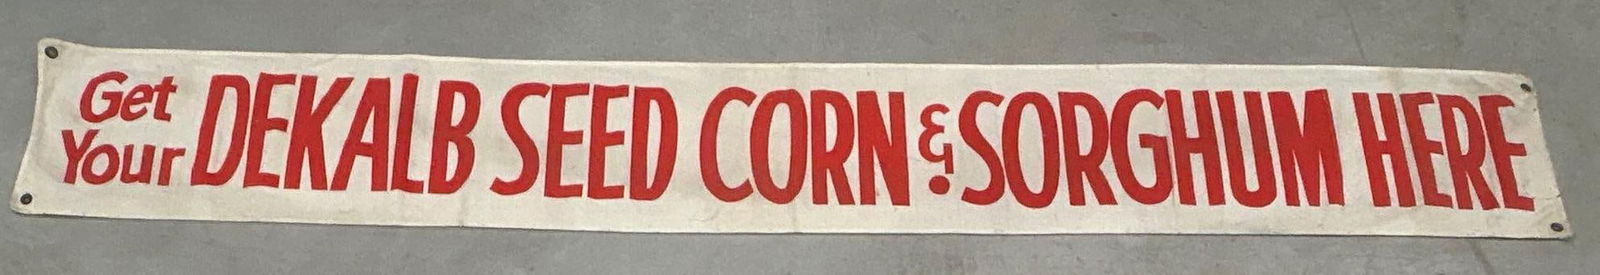 Get Your DEKALB SEED CORN & SORGHUM HERE